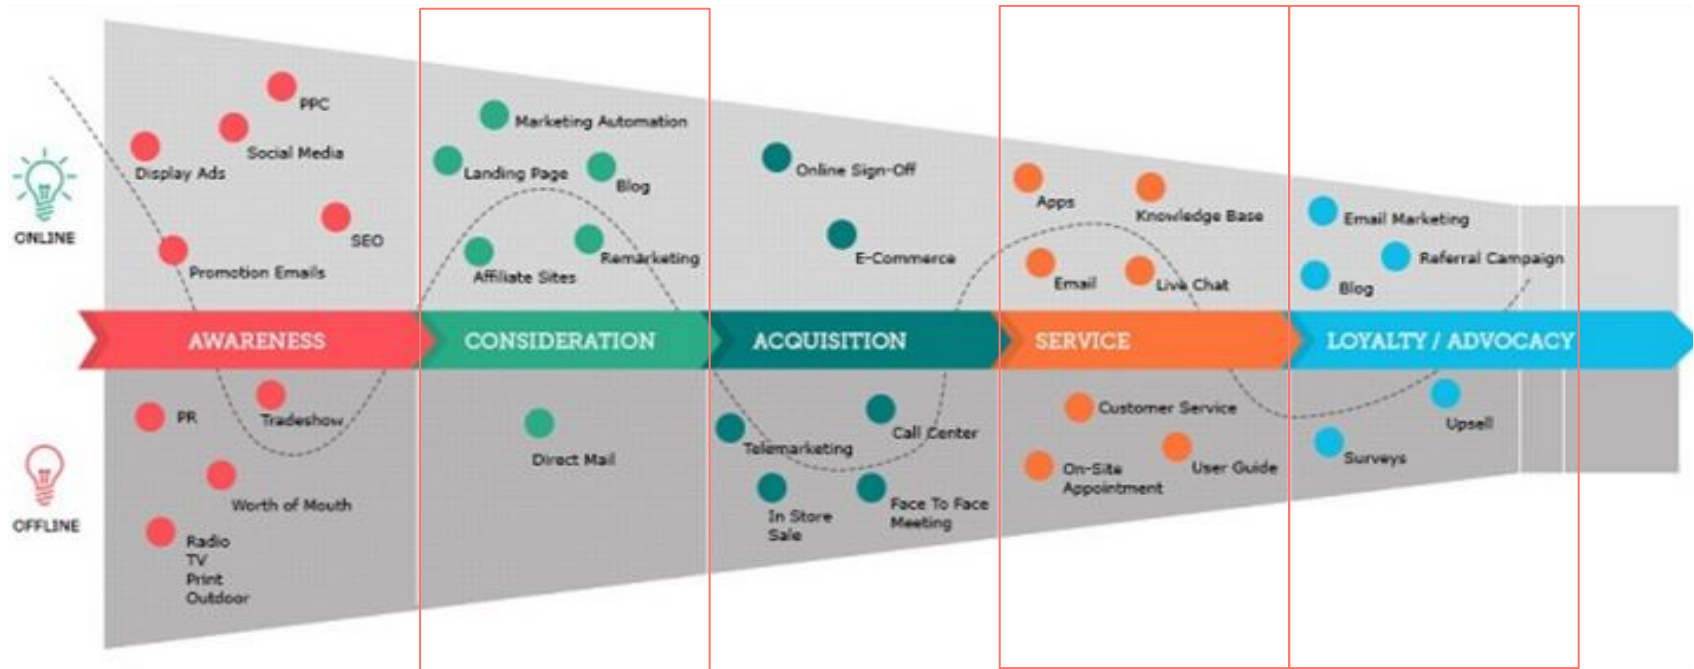 PPC
Marketing Automation
Social Media
Display Ads
Landing Page
Blog
Online Sign-Off
Apps
Knowledge Base
Email Marketing
ONLINE
SEO
Promotion Emails
Affiliate Sites
Remarketing
E-Commerce
Email
Live Chat
Referral Campaign
Blog
AWARENESS
CONSIDERATION
ACQUISITION
SERVICE
LOYALTY / ADVOCACY
PR
Tradeshow
Direct Mail
Telemarketing
Call Center
Customer Service
Upsell
OFFLINE
Worth of Mouth
In Store
Sale
Face To Face
Meeting
On-Site
Appointment
User Guide
Surveys
Radio
TV
Print
Outdoor